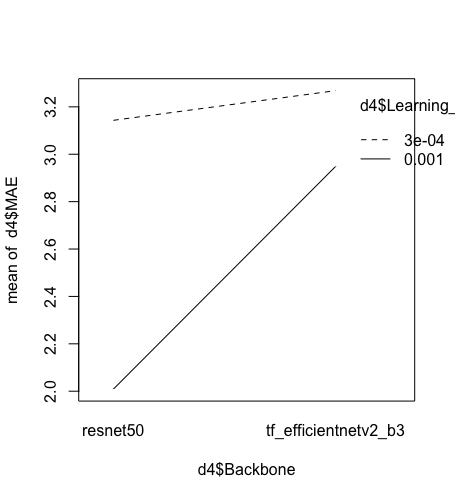 d4$Learning_
3e-04
0.001
3.2
3.0
2.8
2.6
2.4
2.2
2.0
mean of d4$MAE
resnet50
tf_efficientnetv2_b3
d4$Backbone